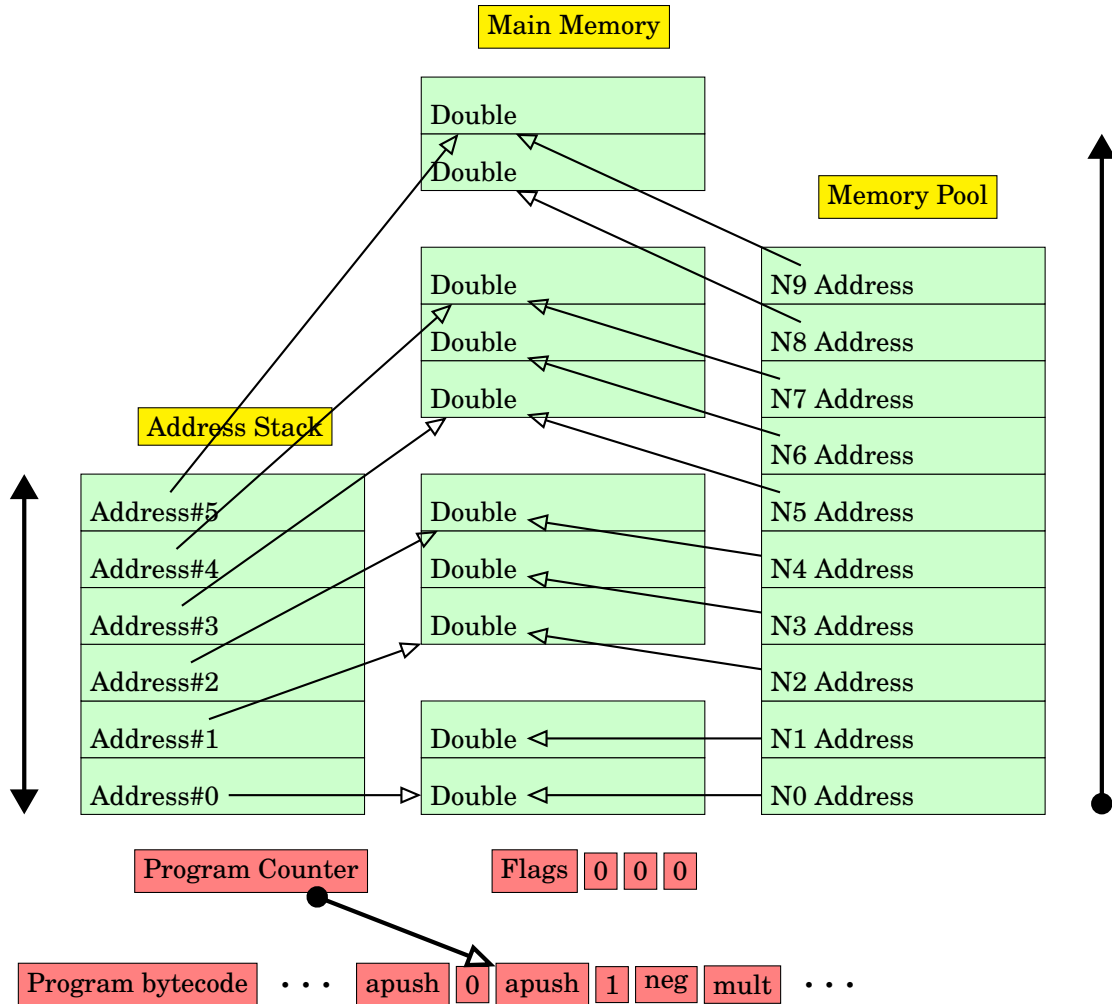 Main Memory
Double
Double
Memory Pool
Double
Double
Double
N9 Address
N8 Address
N7 Address
N6 Address
N5 Address
N4 Address
N3 Address
N2 Address
N1 Address
N0 Address
Address Stack
Address#5
Address#4
Address#3
Address#2
Address#1
Address#0
Double
Double
Double
Double
Double
Program Counter
Flags 0 0 0
Program bytecode · · · apush 0 apush 1 neg mult · · ·